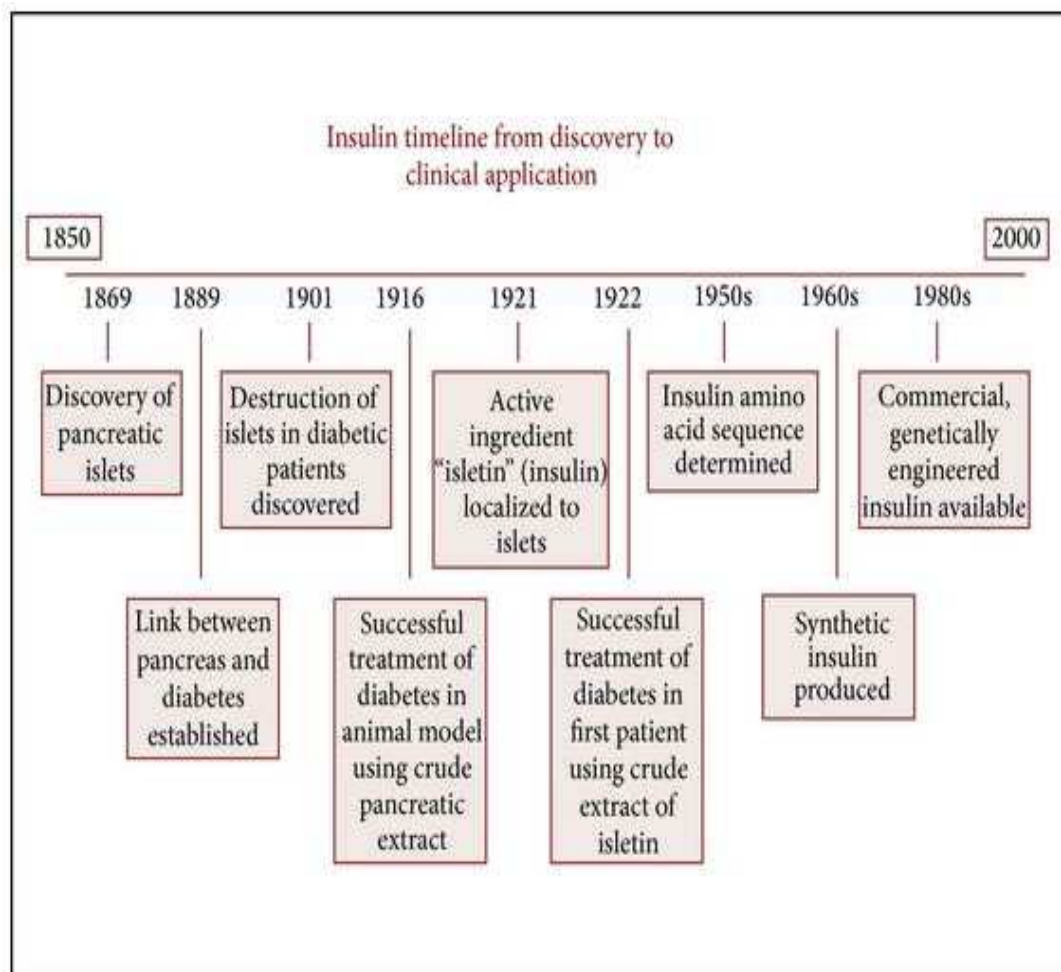 Insulin timeline from discovery to
clinical application
1850
2000
1869
1889
1901
1916
1921
1922
1950s
1960s
1980s
Discovery of
pancreatic
islets
Destruction of
islets in diabetic
patients
discovered
Active
ingredient
“isletin” (insulin)
localized to
islets
Insulin amino
acid sequence
determined
Commercial,
genetically
engineered
insulin available
Link between
pancreas and
diabetes
established
Successful
treatment of
diabetes in
animal model
using crude
pancreatic
extract
Successful
treatment of
diabetes in
first patient
using crude
extract of
isletin
Synthetic
insulin
produced